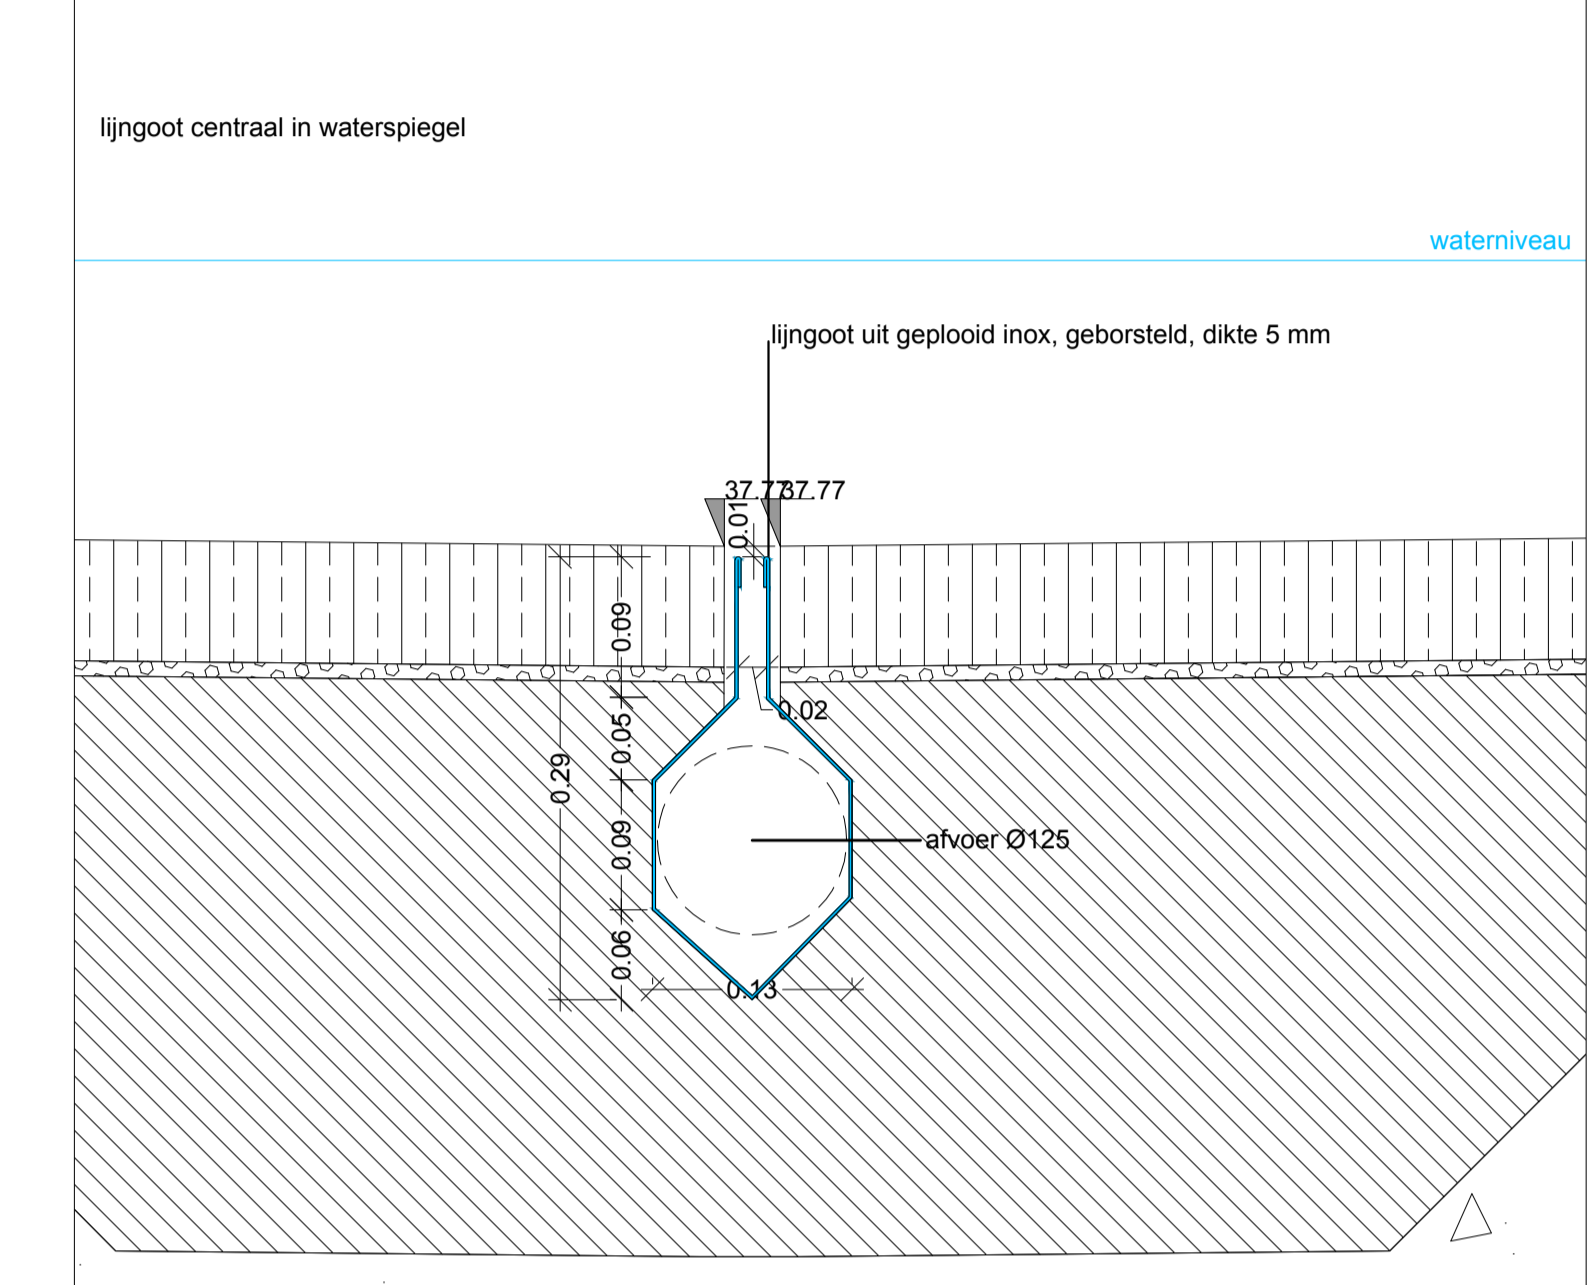 lijngoot centraal in waterspiegel
waterniveau
lijngoot uit geplooid inox, geborsteld, dikte 5 mm
37.77 37.77
0.01
0.09
0.02
0.05
0.29
0.09
afvoer Ø125
0.06
0.13